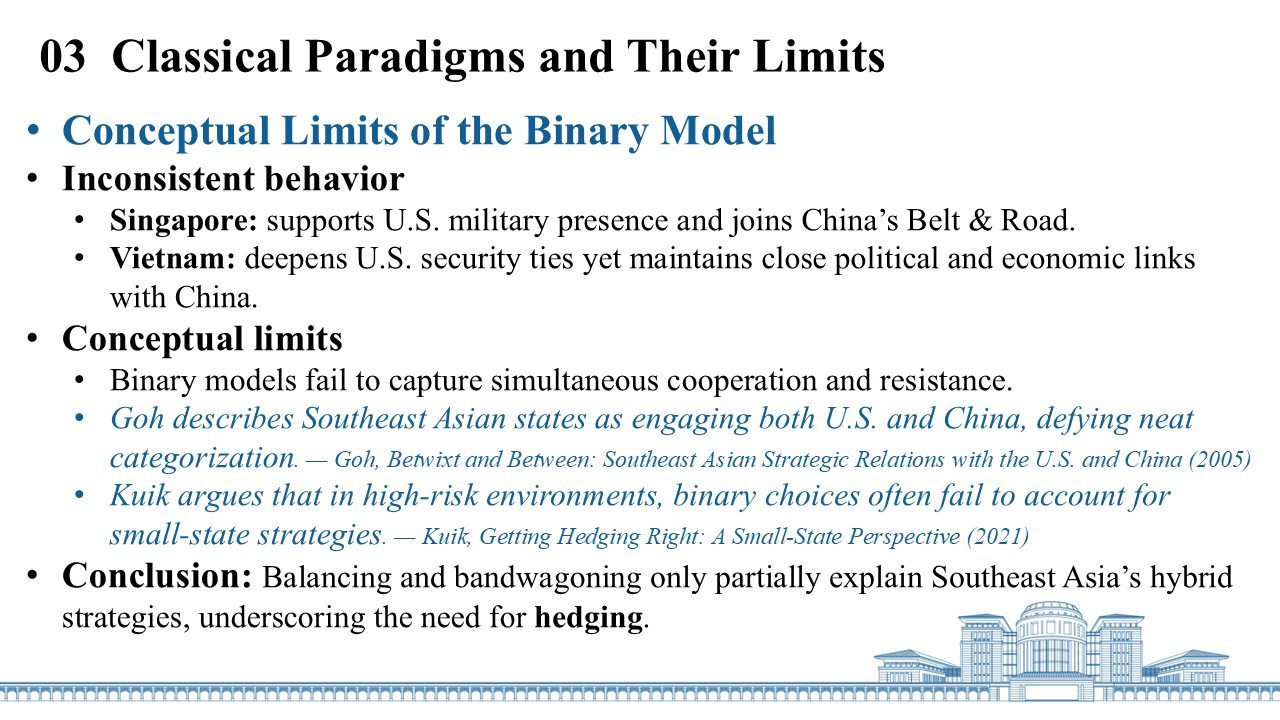 03 Classical Paradigms and Their Limits
• Conceptual Limits of the Binary Model
• Inconsistent behavior
• Singapore: supports U.S. military presence and joins China’s Belt & Road.
• Vietnam: deepens U.S. security ties yet maintains close political and economic links
with China.
• Conceptual limits
• Binary models fail to capture simultaneous cooperation and resistance.
• Goh describes Southeast Asian states as engaging both U.S. and China, defying neat
categorization. — Goh, Betwixt and Between: Southeast Asian Strategic Relations with the U.S. and China (2005)
• Kuik argues that in high-risk environments, binary choices often fail to account for
small-state strategies. — Kuik, Getting Hedging Right: A Small-State Perspective (2021)
• Conclusion: Balancing and bandwagoning only partially explain Southeast Asia’s hybrid
strategies, underscoring the need for hedging.